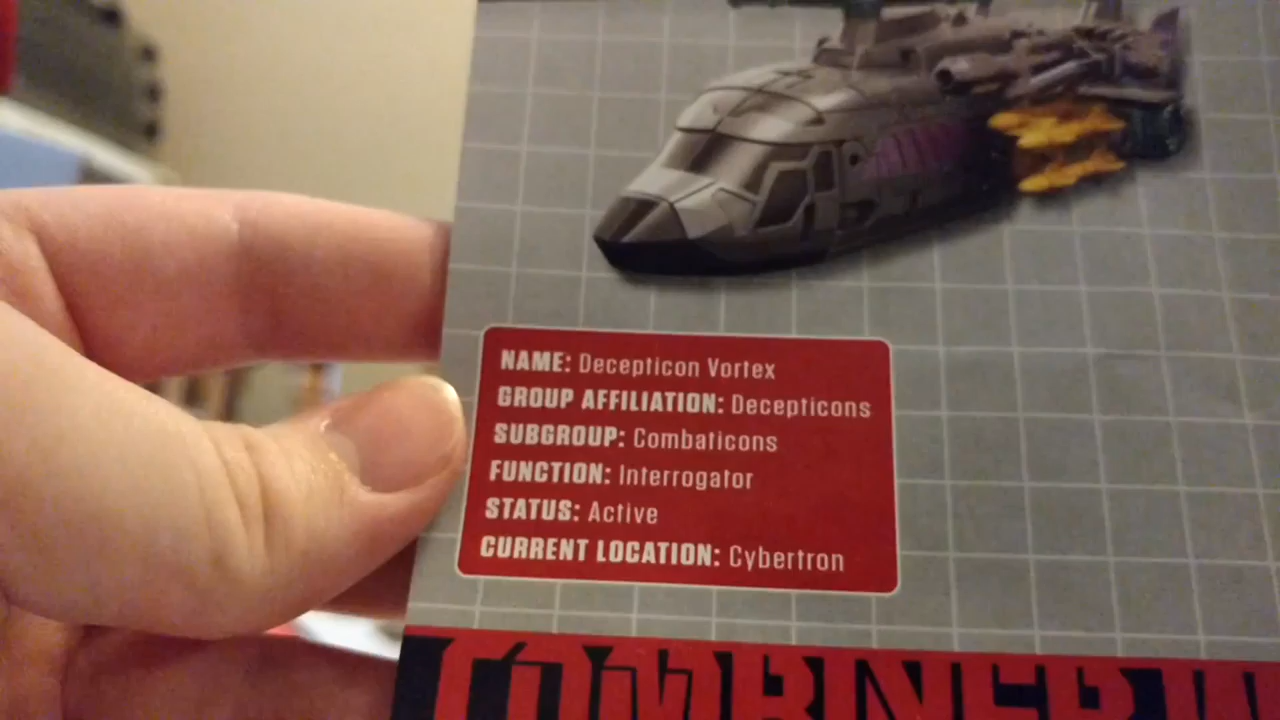 NAME: Decepticon Vortex
GROUP AFFILIATION: Decepticons
SUBGROUP: Combaticons
FUNCTION: Interrogator
STATUS: Active
CURRENT LOCATION: Cybertron